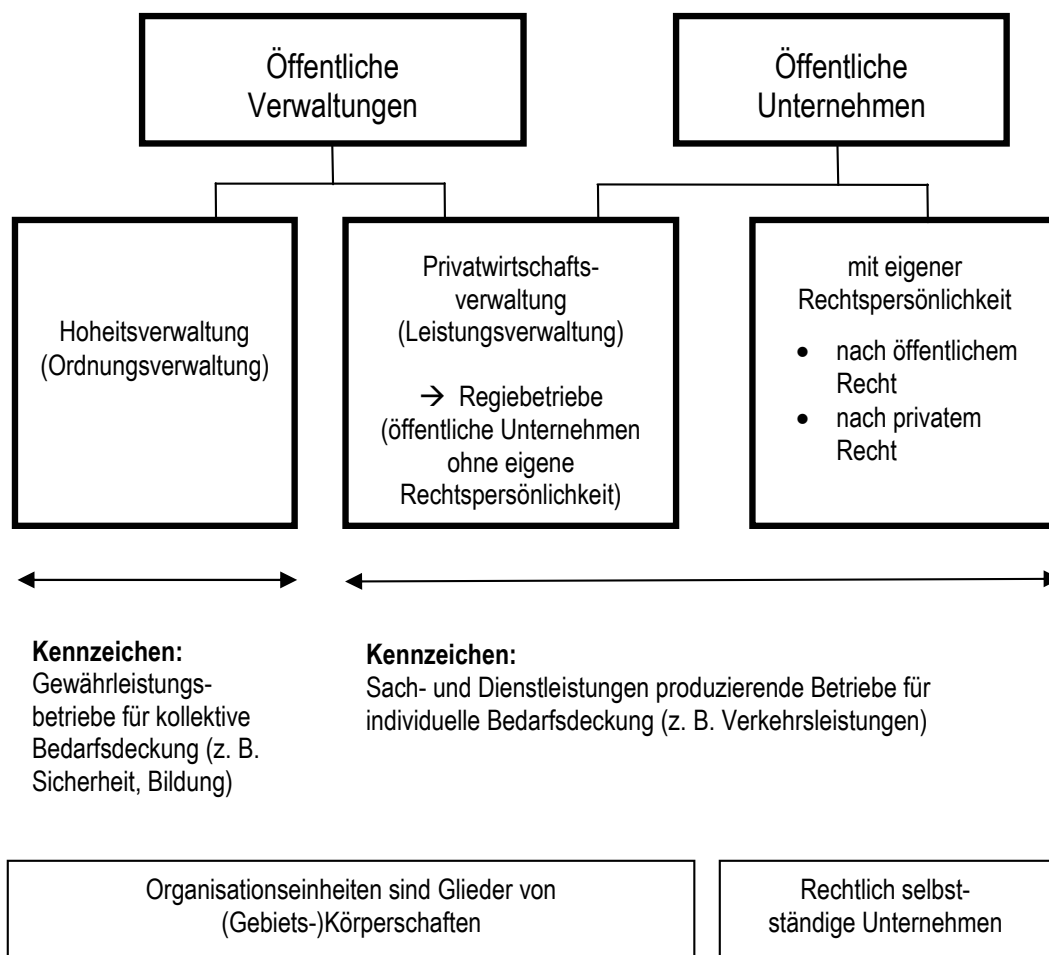 Öffentliche
Verwaltungen
Öffentliche
Unternehmen
Hoheitsverwaltung
(Ordnungsverwaltung)
Privatwirtschafts-
verwaltung
(Leistungsverwaltung)
→ Regiebetriebe
(öffentliche Unternehmen
ohne eigene
Rechtspersönlichkeit)
mit eigener
Rechtspersönlichkeit
• nach öffentlichem
Recht
• nach privatem
Recht
Kennzeichen:
Gewährleistungs-
betriebe für kollektive
Bedarfsdeckung (z. B.
Sicherheit, Bildung)
Kennzeichen:
Sach- und Dienstleistungen produzierende Betriebe für
individuelle Bedarfsdeckung (z. B. Verkehrsleistungen)
Organisationseinheiten sind Glieder von
(Gebiets-)Körperschaften
Rechtlich selbst-
ständige Unternehmen